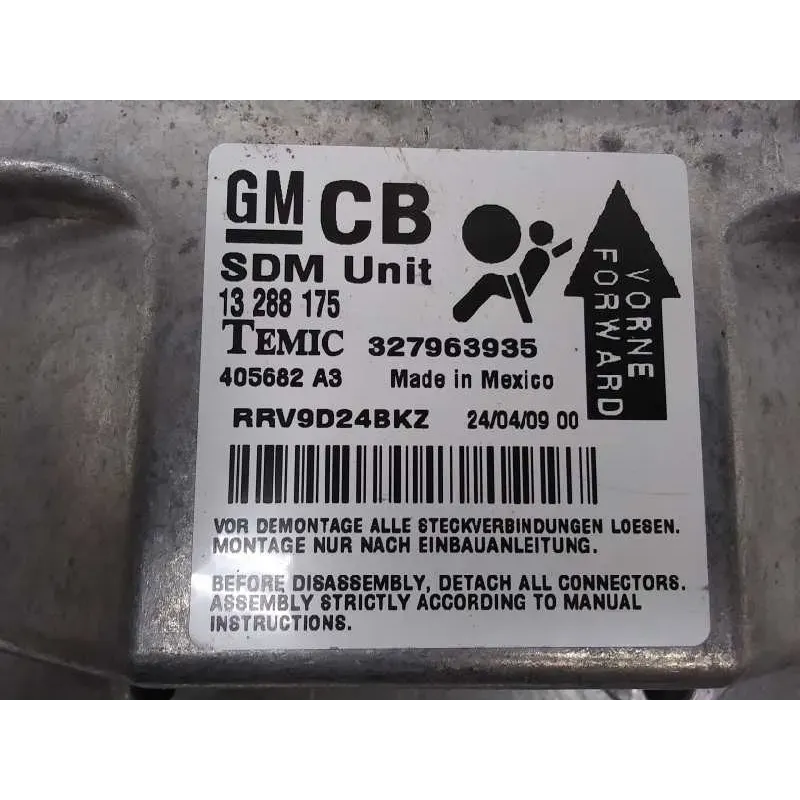 GM CB
SDM Unit
13 288 175
TEMIC 327963935
405682 A3 Made in Mexico
RRV9D24BKZ 24/04/09 00
VORNE
FORWARD
VOR DEMONTAGE ALLE STECKVERBINDUNGEN LOESEN.
MONTAGE NUR NACH EINBAUANLEITUNG.
BEFORE DISASSEMBLY, DETACH ALL CONNECTORS.
ASSEMBLY STRICTLY ACCORDING TO MANUAL
INSTRUCTIONS.